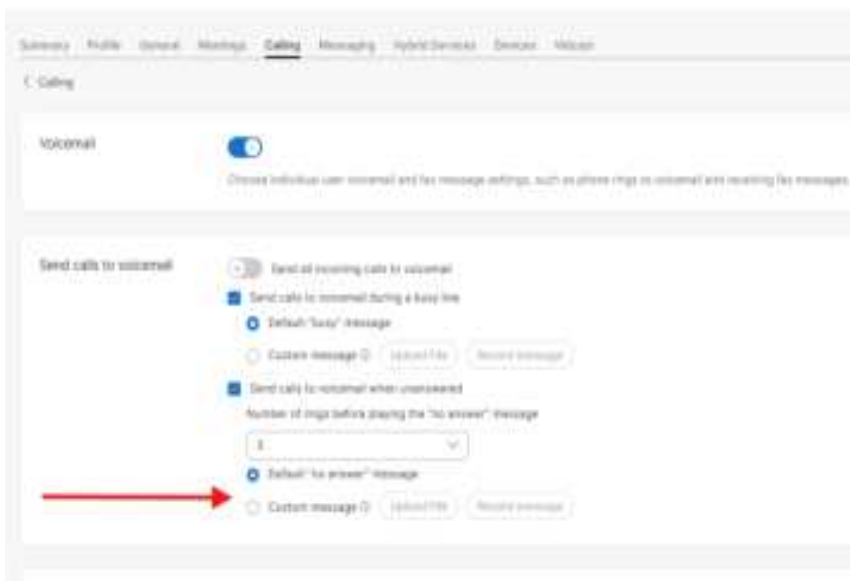 Summary Profile General Meetings Calling Messaging Hybrid Services Devices Vidcast
Calling
Voicemail
Choose individual user voicemail and fax message settings, such as phone rings to voicemail and receiving fax messages.
Send calls to voicemail
Send all incoming calls to voicemail
Send calls to voicemail during a busy line
Default "busy" message
Custom message Upload File Record message
Send calls to voicemail when unanswered
Number of rings before playing the "no answer" message
3
Default "no answer" message
Custom message Upload File Record message